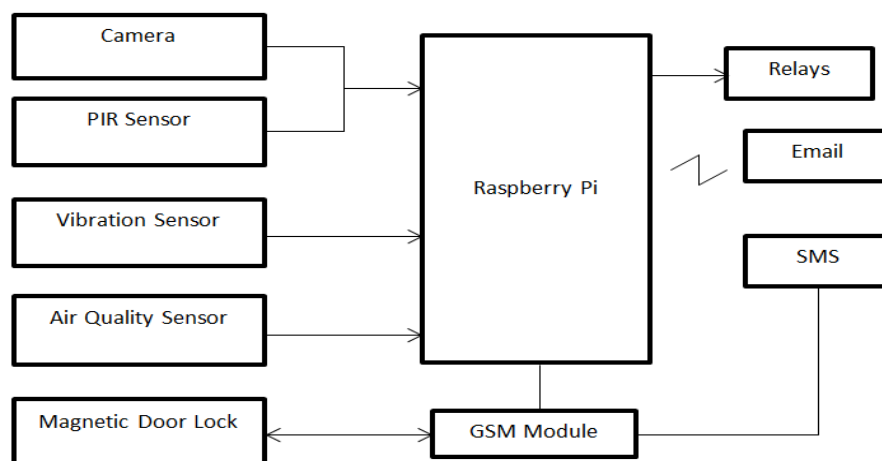 Camera
PIR Sensor
Vibration Sensor
Air Quality Sensor
Magnetic Door Lock
Raspberry Pi
GSM Module
Relays
Email
SMS